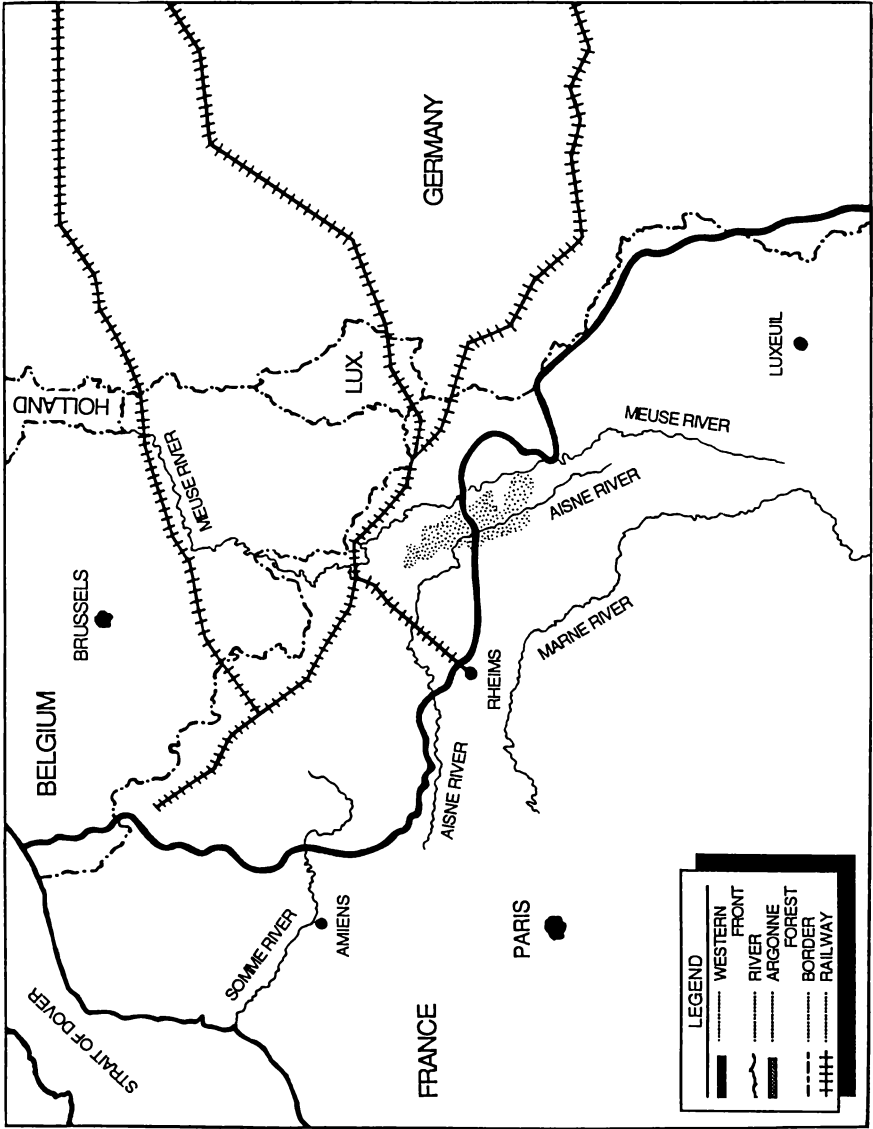 STRAIT OF DOVER
BELGIUM
BRUSSELS
HOLLAND
MEUSE RIVER
LUX.
GERMANY
SOMME RIVER
AMIENS
FRANCE
AISNE RIVER
RHEIMS
PARIS
MARNE RIVER
AISNE RIVER
MEUSE RIVER
LUXEUIL
LEGEND
WESTERN
FRONT
RIVER
ARGONNE
FOREST
BORDER
RAILWAY